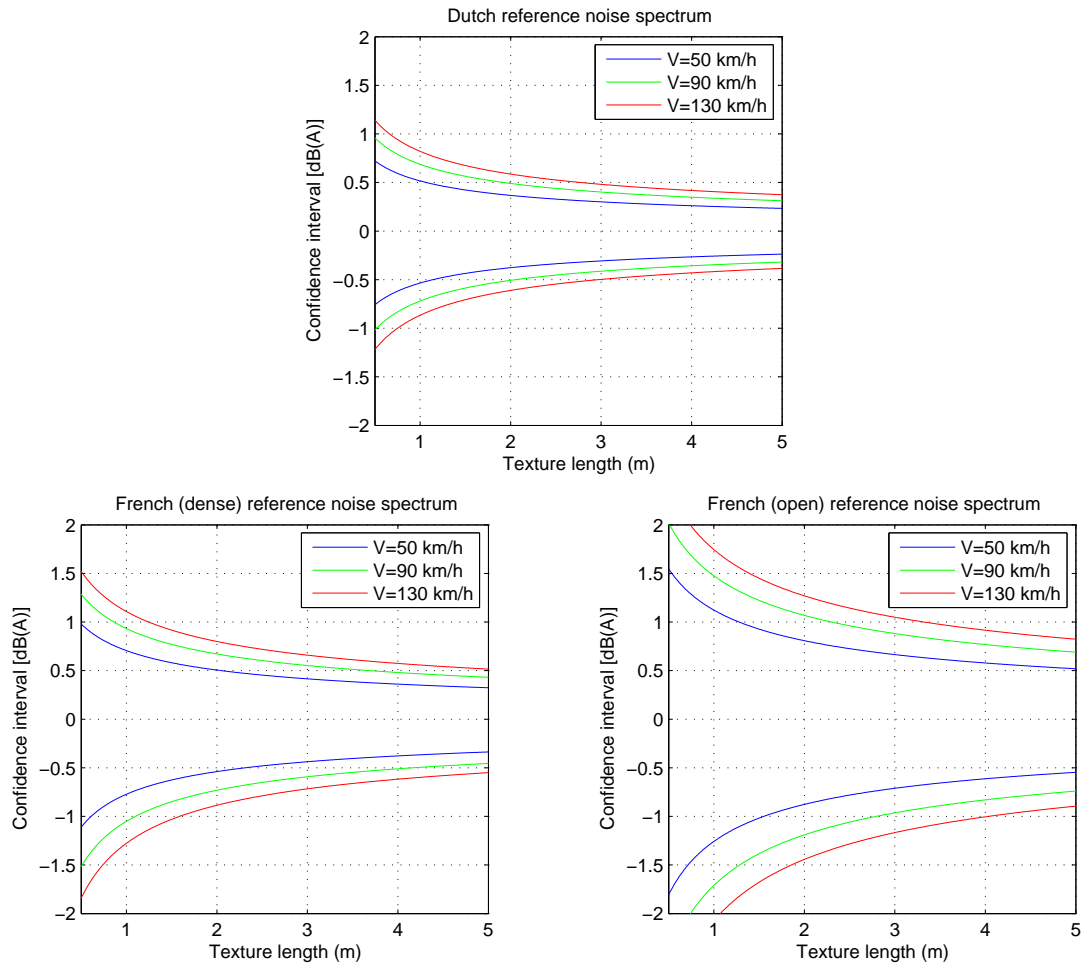 Dutch reference noise spectrum
2
1.5
1
0.5
0
−0.5
−1
−1.5
−2
Confidence interval [dB(A)]
V=50 km/h
V=90 km/h
V=130 km/h
1 2 3 4 5
Texture length (m)
French (dense) reference noise spectrum
2
1.5
1
0.5
0
−0.5
−1
−1.5
−2
Confidence interval [dB(A)]
V=50 km/h
V=90 km/h
V=130 km/h
1 2 3 4 5
Texture length (m)
French (open) reference noise spectrum
2
1.5
1
0.5
0
−0.5
−1
−1.5
−2
Confidence interval [dB(A)]
V=50 km/h
V=90 km/h
V=130 km/h
1 2 3 4 5
Texture length (m)